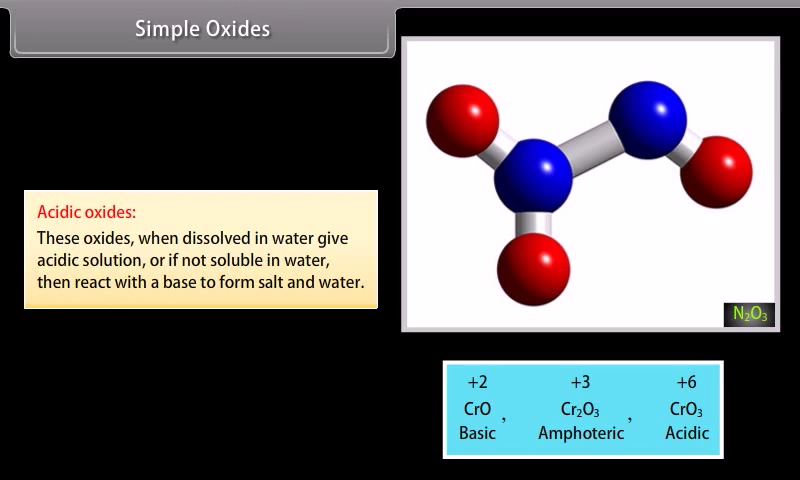 Simple Oxides
Acidic oxides:
These oxides, when dissolved in water give
acidic solution, or if not soluble in water,
then react with a base to form salt and water.
N₂O₃
+2 +3 +6
CrO , Cr₂O₃ , CrO₃
Basic Amphoteric Acidic